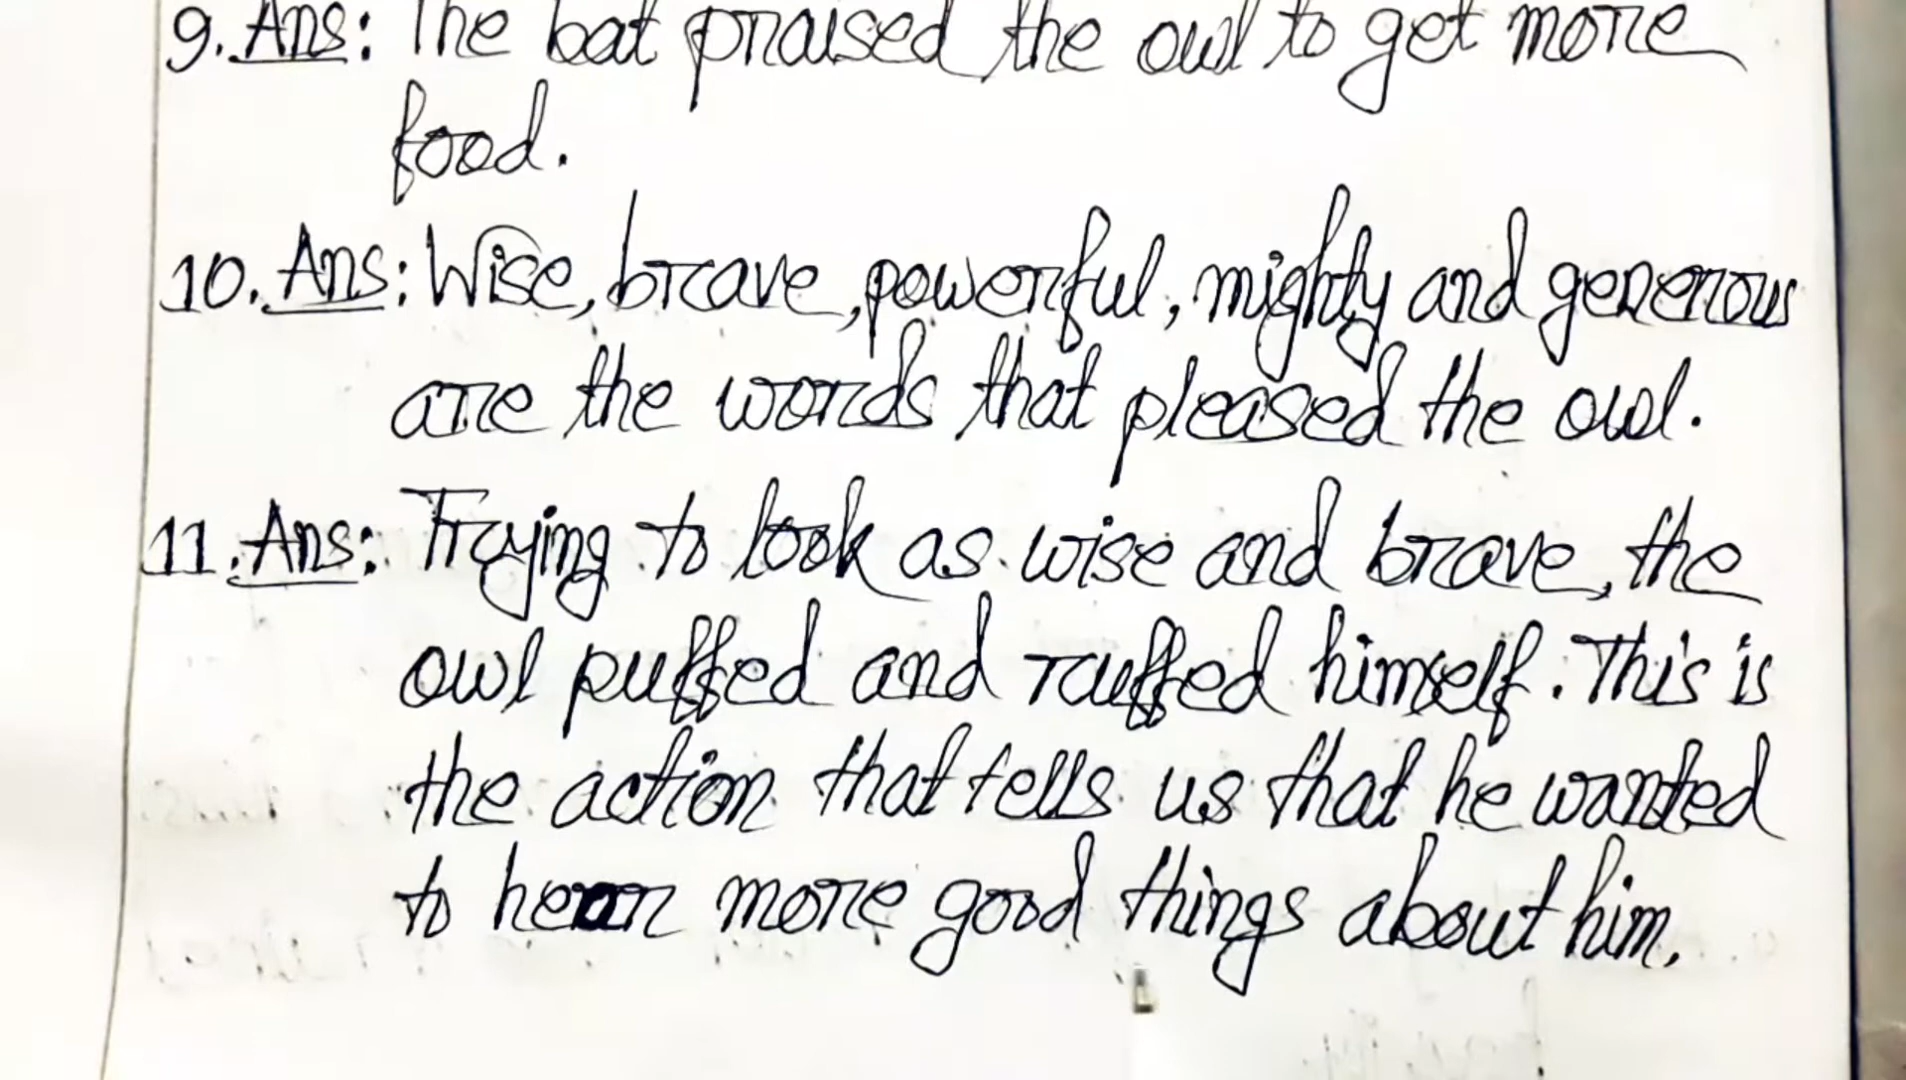 9. Ans: The bat praised the owl to get more
food.
10. Ans: Wise, brave, powerful, mighty and generous
are the words that pleased the owl.
11. Ans: Trying to look as wise and brave, the
owl puffed and ruffed himself. This is
the action that tells us that he wanted
to hear more good things about him.